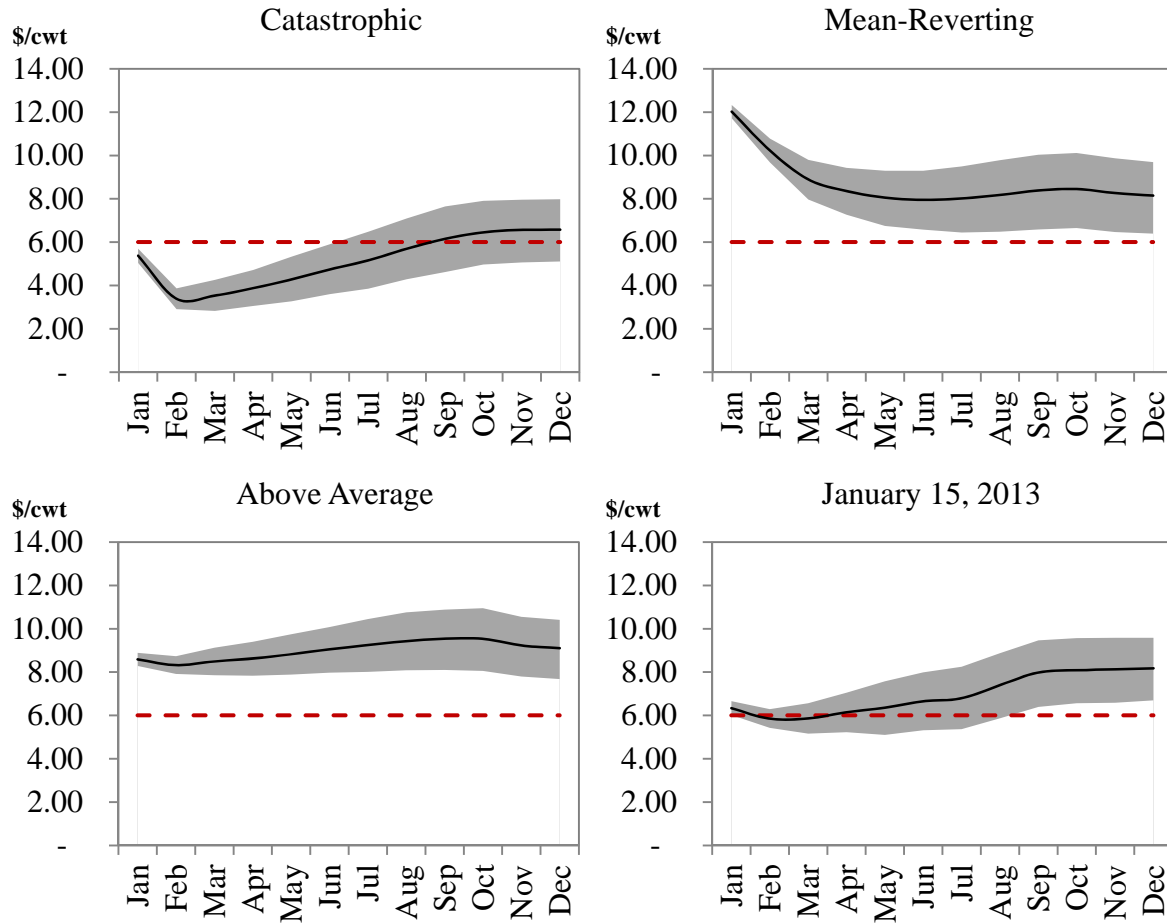 Catastrophic
$/cwt
14.00
12.00
10.00
8.00
6.00
4.00
2.00
-
Jan
Feb
Mar
Apr
May
Jun
Jul
Aug
Sep
Oct
Nov
Dec
Mean-Reverting
$/cwt
14.00
12.00
10.00
8.00
6.00
4.00
2.00
-
Jan
Feb
Mar
Apr
May
Jun
Jul
Aug
Sep
Oct
Nov
Dec
Above Average
$/cwt
14.00
12.00
10.00
8.00
6.00
4.00
2.00
-
Jan
Feb
Mar
Apr
May
Jun
Jul
Aug
Sep
Oct
Nov
Dec
January 15, 2013
$/cwt
14.00
12.00
10.00
8.00
6.00
4.00
2.00
-
Jan
Feb
Mar
Apr
May
Jun
Jul
Aug
Sep
Oct
Nov
Dec